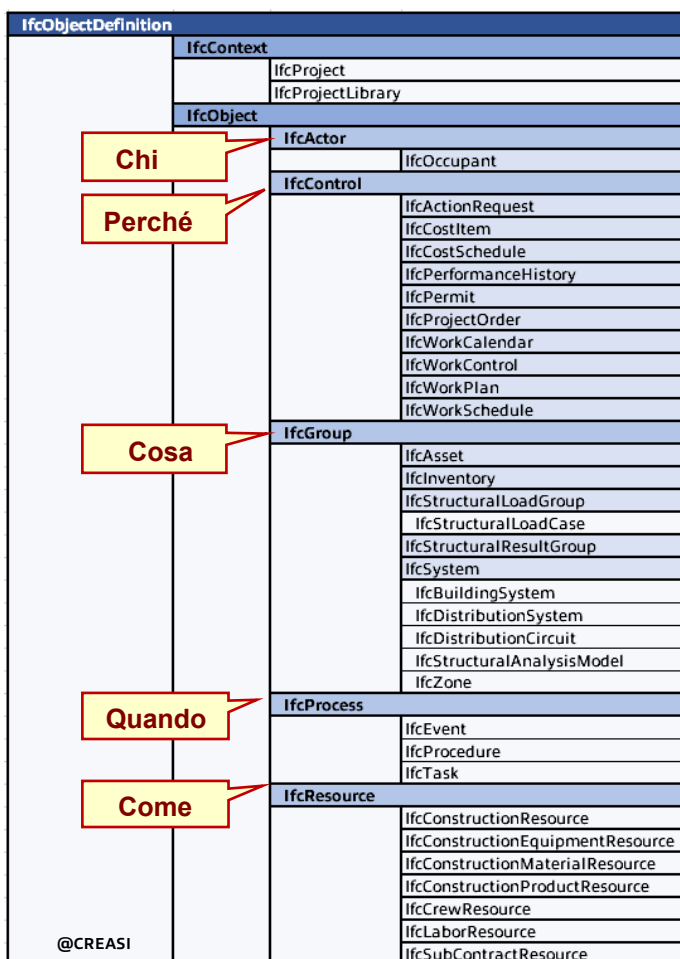 IfcObjectDefinition
IfcContext
IfcProject
IfcProjectLibrary
IfcObject
IfcActor
Chi
IfcOccupant
IfcControl
Perché
IfcActionRequest
IfcCostItem
IfcCostSchedule
IfcPerformanceHistory
IfcPermit
IfcProjectOrder
IfcWorkCalendar
IfcWorkControl
IfcWorkPlan
IfcWorkSchedule
IfcGroup
Cosa
IfcAsset
IfcInventory
IfcStructuralLoadGroup
IfcStructuralLoadCase
IfcStructuralResultGroup
IfcSystem
IfcBuildingSystem
IfcDistributionSystem
IfcDistributionCircuit
IfcStructuralAnalysisModel
IfcZone
IfcProcess
Quando
IfcEvent
IfcProcedure
IfcTask
IfcResource
Come
IfcConstructionResource
IfcConstructionEquipmentResource
IfcConstructionMaterialResource
IfcConstructionProductResource
IfcCrewResource
IfcLaborResource
IfcSubContractResource
@CREASI